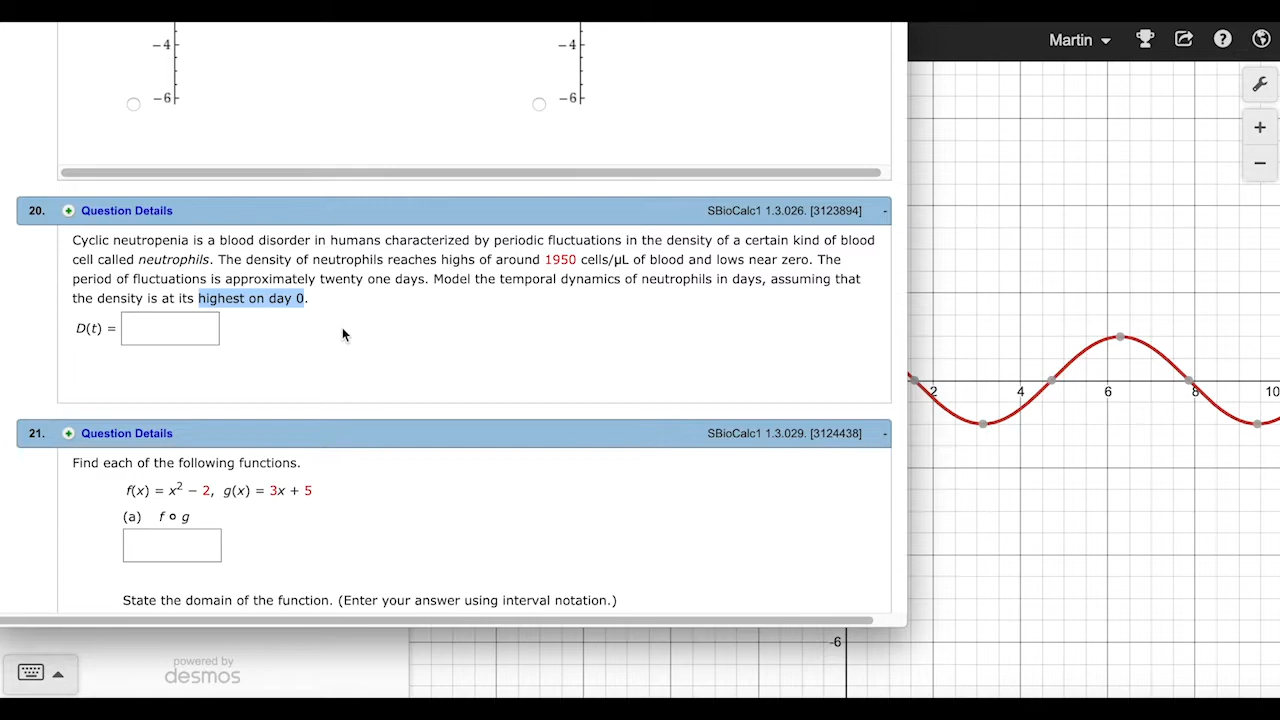 −4
−4
Martin
−6
−6
20. Question Details SBioCalc1 1.3.026. [3123894] -
Cyclic neutropenia is a blood disorder in humans characterized by periodic fluctuations in the density of a certain kind of blood
cell called neutrophils. The density of neutrophils reaches highs of around 1950 cells/μL of blood and lows near zero. The
period of fluctuations is approximately twenty one days. Model the temporal dynamics of neutrophils in days, assuming that
the density is at its highest on day 0.
D(t) =
2 4 6 8 10
21. Question Details SBioCalc1 1.3.029. [3124438] -
Find each of the following functions.
f(x) = x² − 2, g(x) = 3x + 5
(a) f ∘ g
State the domain of the function. (Enter your answer using interval notation.)
-6
powered by
desmos